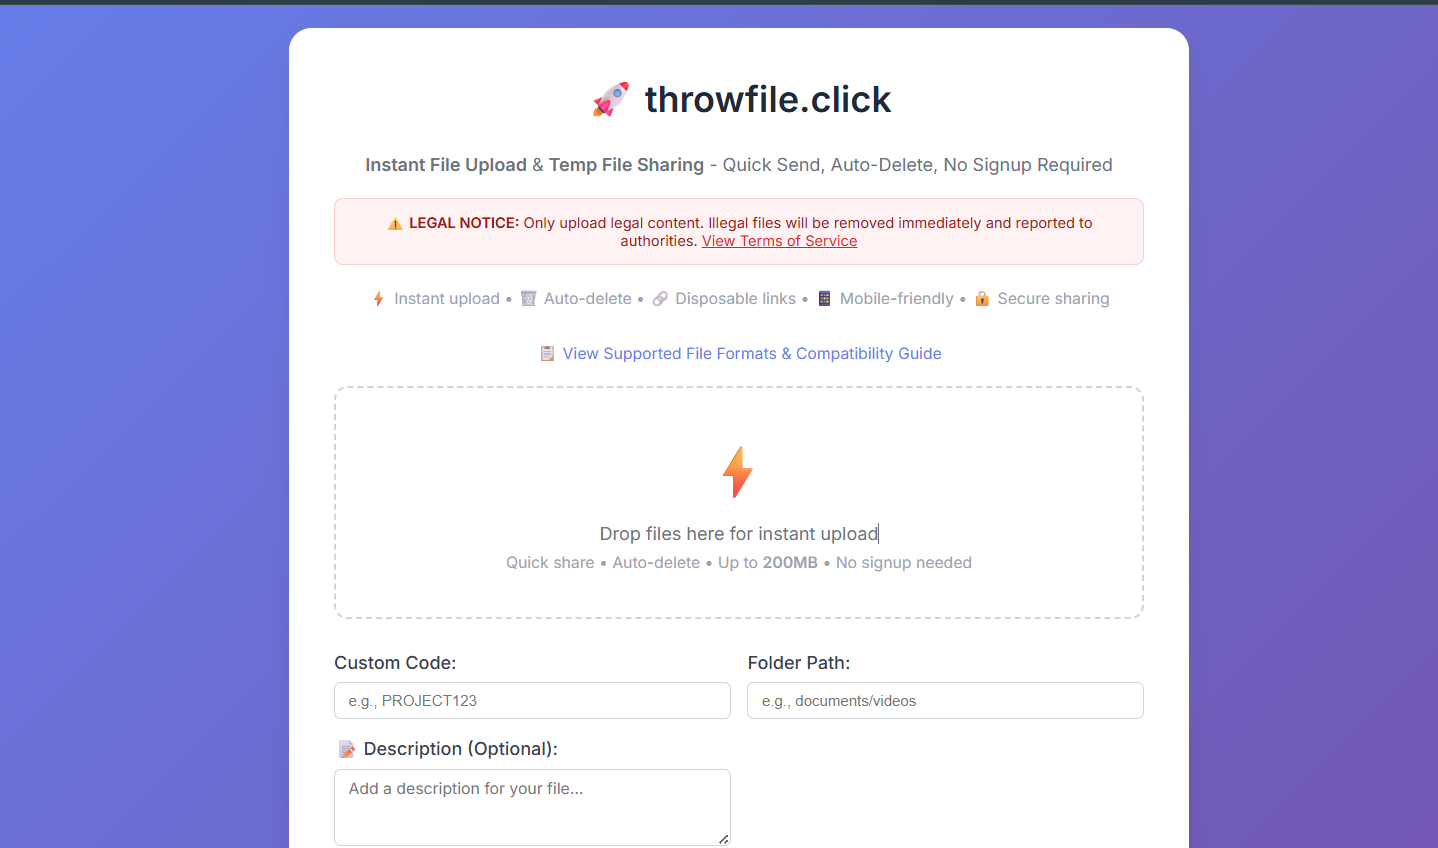 throwfile.click
Instant File Upload & Temp File Sharing - Quick Send, Auto-Delete, No Signup Required
LEGAL NOTICE: Only upload legal content. Illegal files will be removed immediately and reported to
authorities. View Terms of Service
Instant upload • Auto-delete • Disposable links • Mobile-friendly • Secure sharing
View Supported File Formats & Compatibility Guide
Drop files here for instant upload
Quick share • Auto-delete • Up to 200MB • No signup needed
Custom Code:
Folder Path:
e.g., PROJECT123
e.g., documents/videos
Description (Optional):
Add a description for your file...